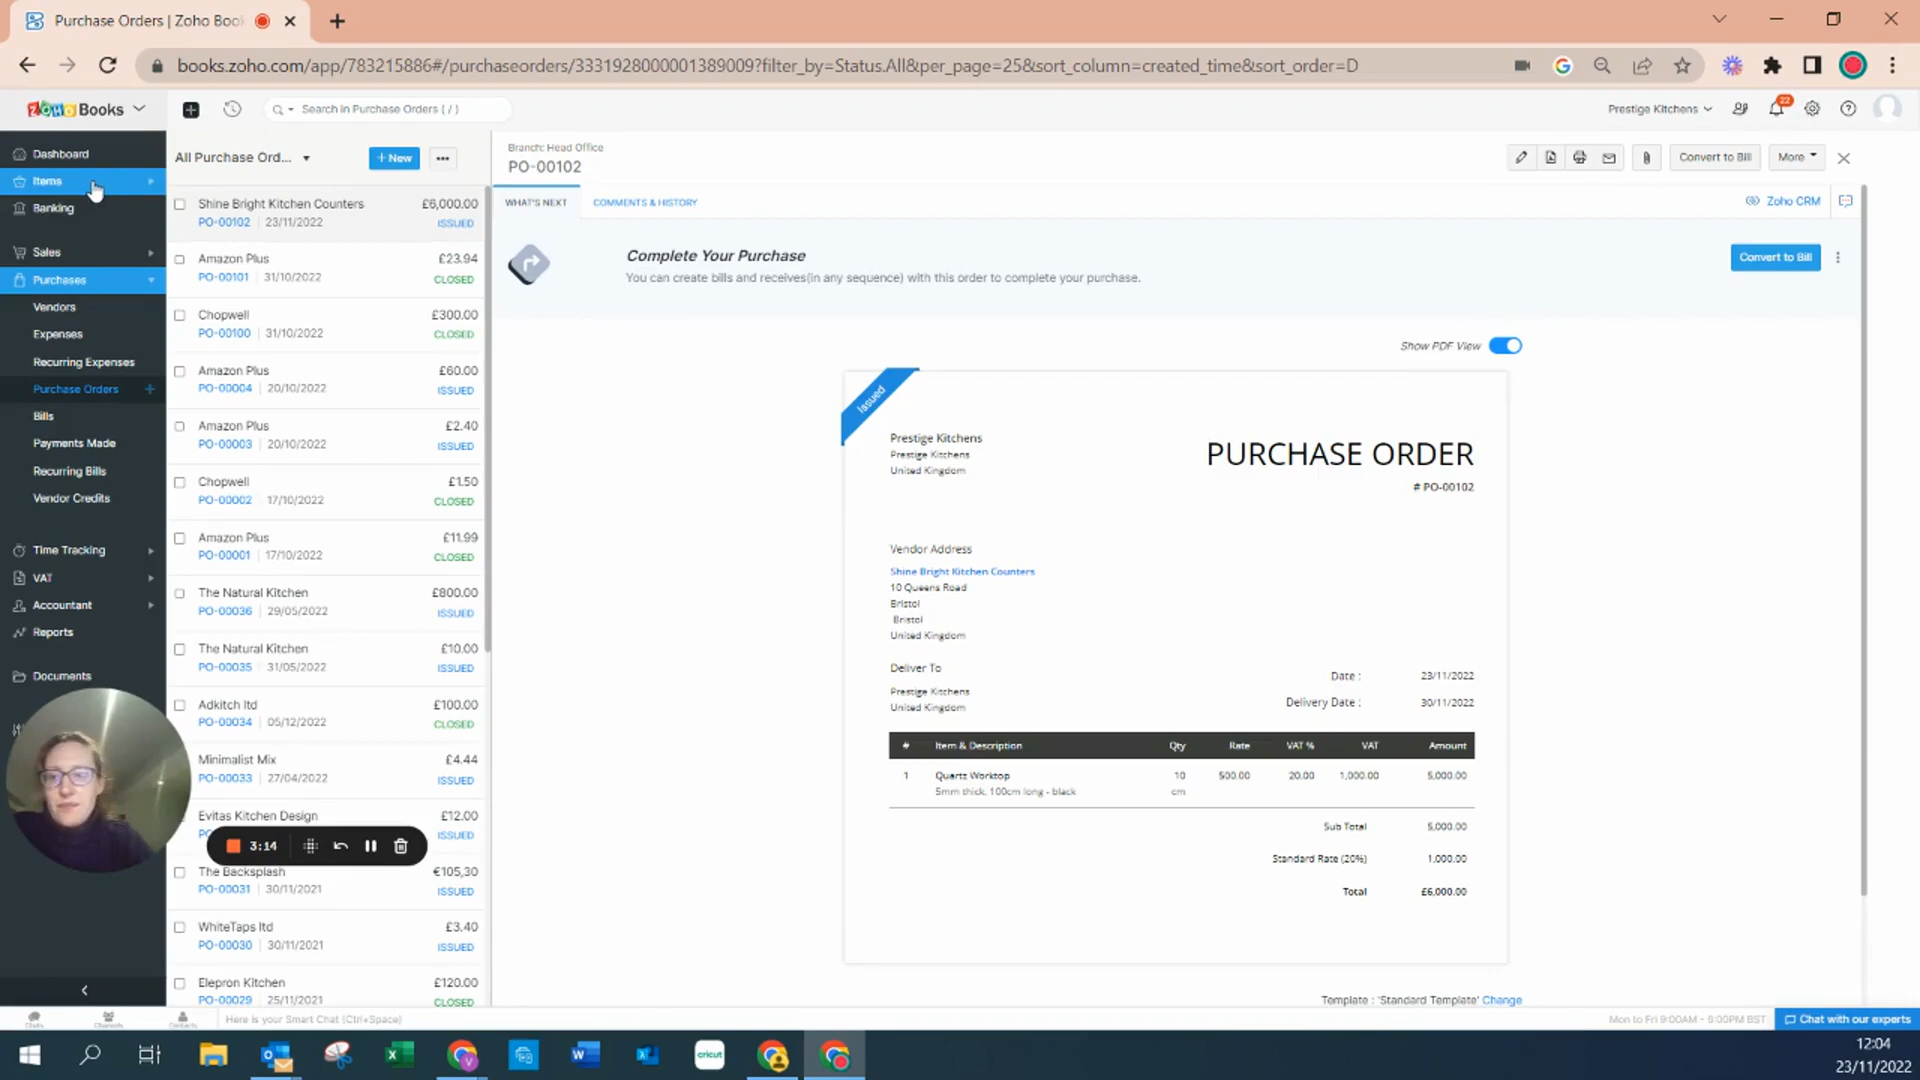 Purchase Orders | Zoho Book
books.zoho.com/app/783215886#/purchaseorders/3331928000001389009?filter_by=Status.All&per_page=25&sort_column=created_time&sort_order=D
ZOHO Books
Search in Purchase Orders ( / )
Prestige Kitchens
22
Dashboard
Items
Banking
Sales
Purchases
Vendors
Expenses
Recurring Expenses
Purchase Orders +
Bills
Payments Made
Recurring Bills
Vendor Credits
Time Tracking
VAT
Accountant
Reports
Documents
All Purchase Ord...
+ New
Shine Bright Kitchen Counters £6,000.00
PO-00102 | 23/11/2022 ISSUED
Amazon Plus £23.94
PO-00101 | 31/10/2022 CLOSED
Chopwell £300.00
PO-00100 | 31/10/2022 CLOSED
Amazon Plus £60.00
PO-00004 | 20/10/2022 ISSUED
Amazon Plus £2.40
PO-00003 | 20/10/2022 ISSUED
Chopwell £1.50
PO-00002 | 17/10/2022 CLOSED
Amazon Plus £11.99
PO-00001 | 17/10/2022 CLOSED
The Natural Kitchen £800.00
PO-00036 | 29/05/2022 ISSUED
The Natural Kitchen £10.00
PO-00035 | 31/05/2022 ISSUED
Adkitch ltd £100.00
PO-00034 | 05/12/2022 CLOSED
Minimalist Mix £4.44
PO-00033 | 27/04/2022 ISSUED
Evitas Kitchen Design £12.00
ISSUED
3:14
The Backsplash €105,30
PO-00031 | 30/11/2021 ISSUED
WhiteTaps ltd £3.40
PO-00030 | 30/11/2021 ISSUED
Elepron Kitchen £120.00
PO-00029 | 25/11/2021 CLOSED
Branch: Head Office
PO-00102
Convert to Bill
More
WHAT'S NEXT
COMMENTS & HISTORY
Zoho CRM
Complete Your Purchase
You can create bills and receives(in any sequence) with this order to complete your purchase.
Convert to Bill
Show PDF View
Issued
Prestige Kitchens
Prestige Kitchens
United Kingdom
PURCHASE ORDER
# PO-00102
Vendor Address
Shine Bright Kitchen Counters
10 Queens Road
Bristol
Bristol
United Kingdom
Deliver To
Prestige Kitchens
United Kingdom
Date : 23/11/2022
Delivery Date : 30/11/2022
# Item & Description Qty Rate VAT % VAT Amount
1 Quartz Worktop 10 500.00 20.00 1,000.00 5,000.00
5mm thick, 100cm long - black cm
Sub Total 5,000.00
Standard Rate (20%) 1,000.00
Total £6,000.00
Template : 'Standard Template' Change
Chats
Channels
Contacts
Here is your Smart Chat (Ctrl+Space)
Mon to Fri 9:00AM - 6:00PM BST
Chat with our experts
cricut
12:04
23/11/2022